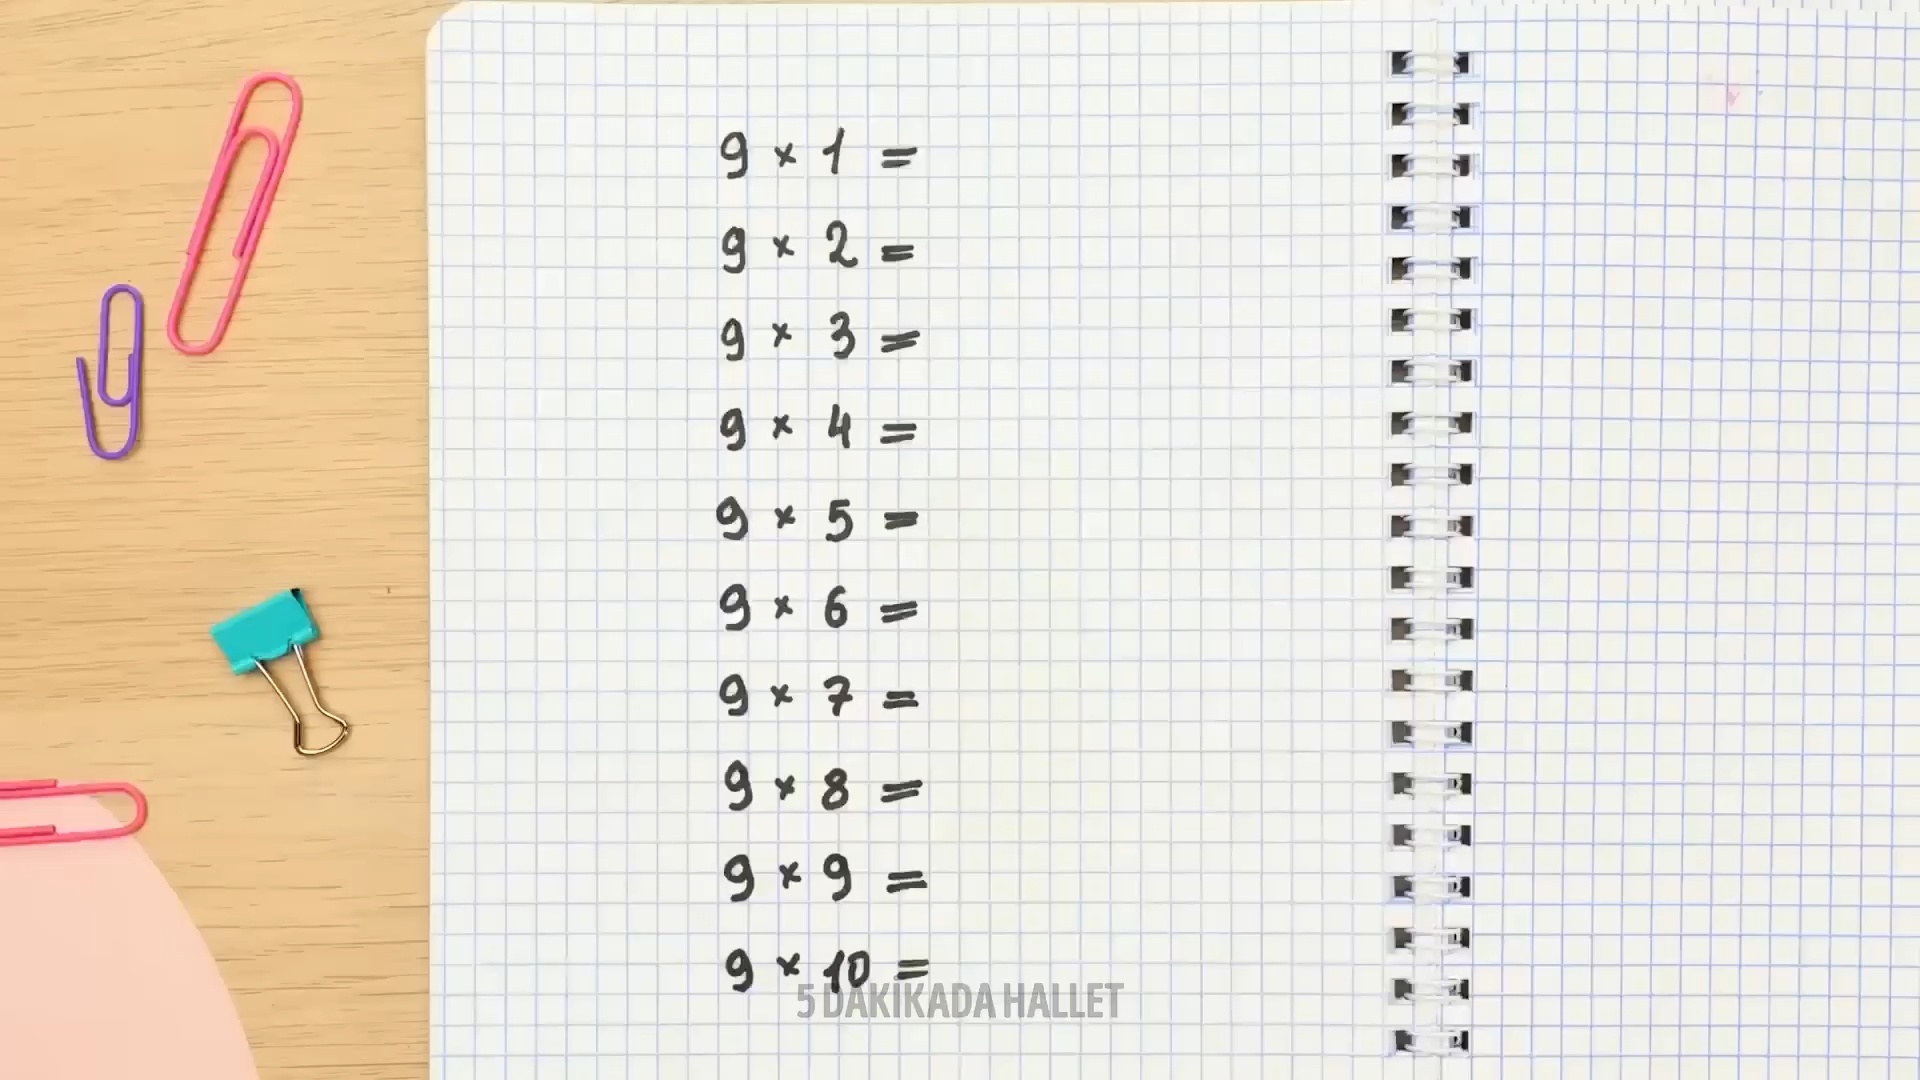 9 × 1 =
9 × 2 =
9 × 3 =
9 × 4 =
9 × 5 =
9 × 6 =
9 × 7 =
9 × 8 =
9 × 9 =
9 × 10 =
5 DAKİKADA HALLET